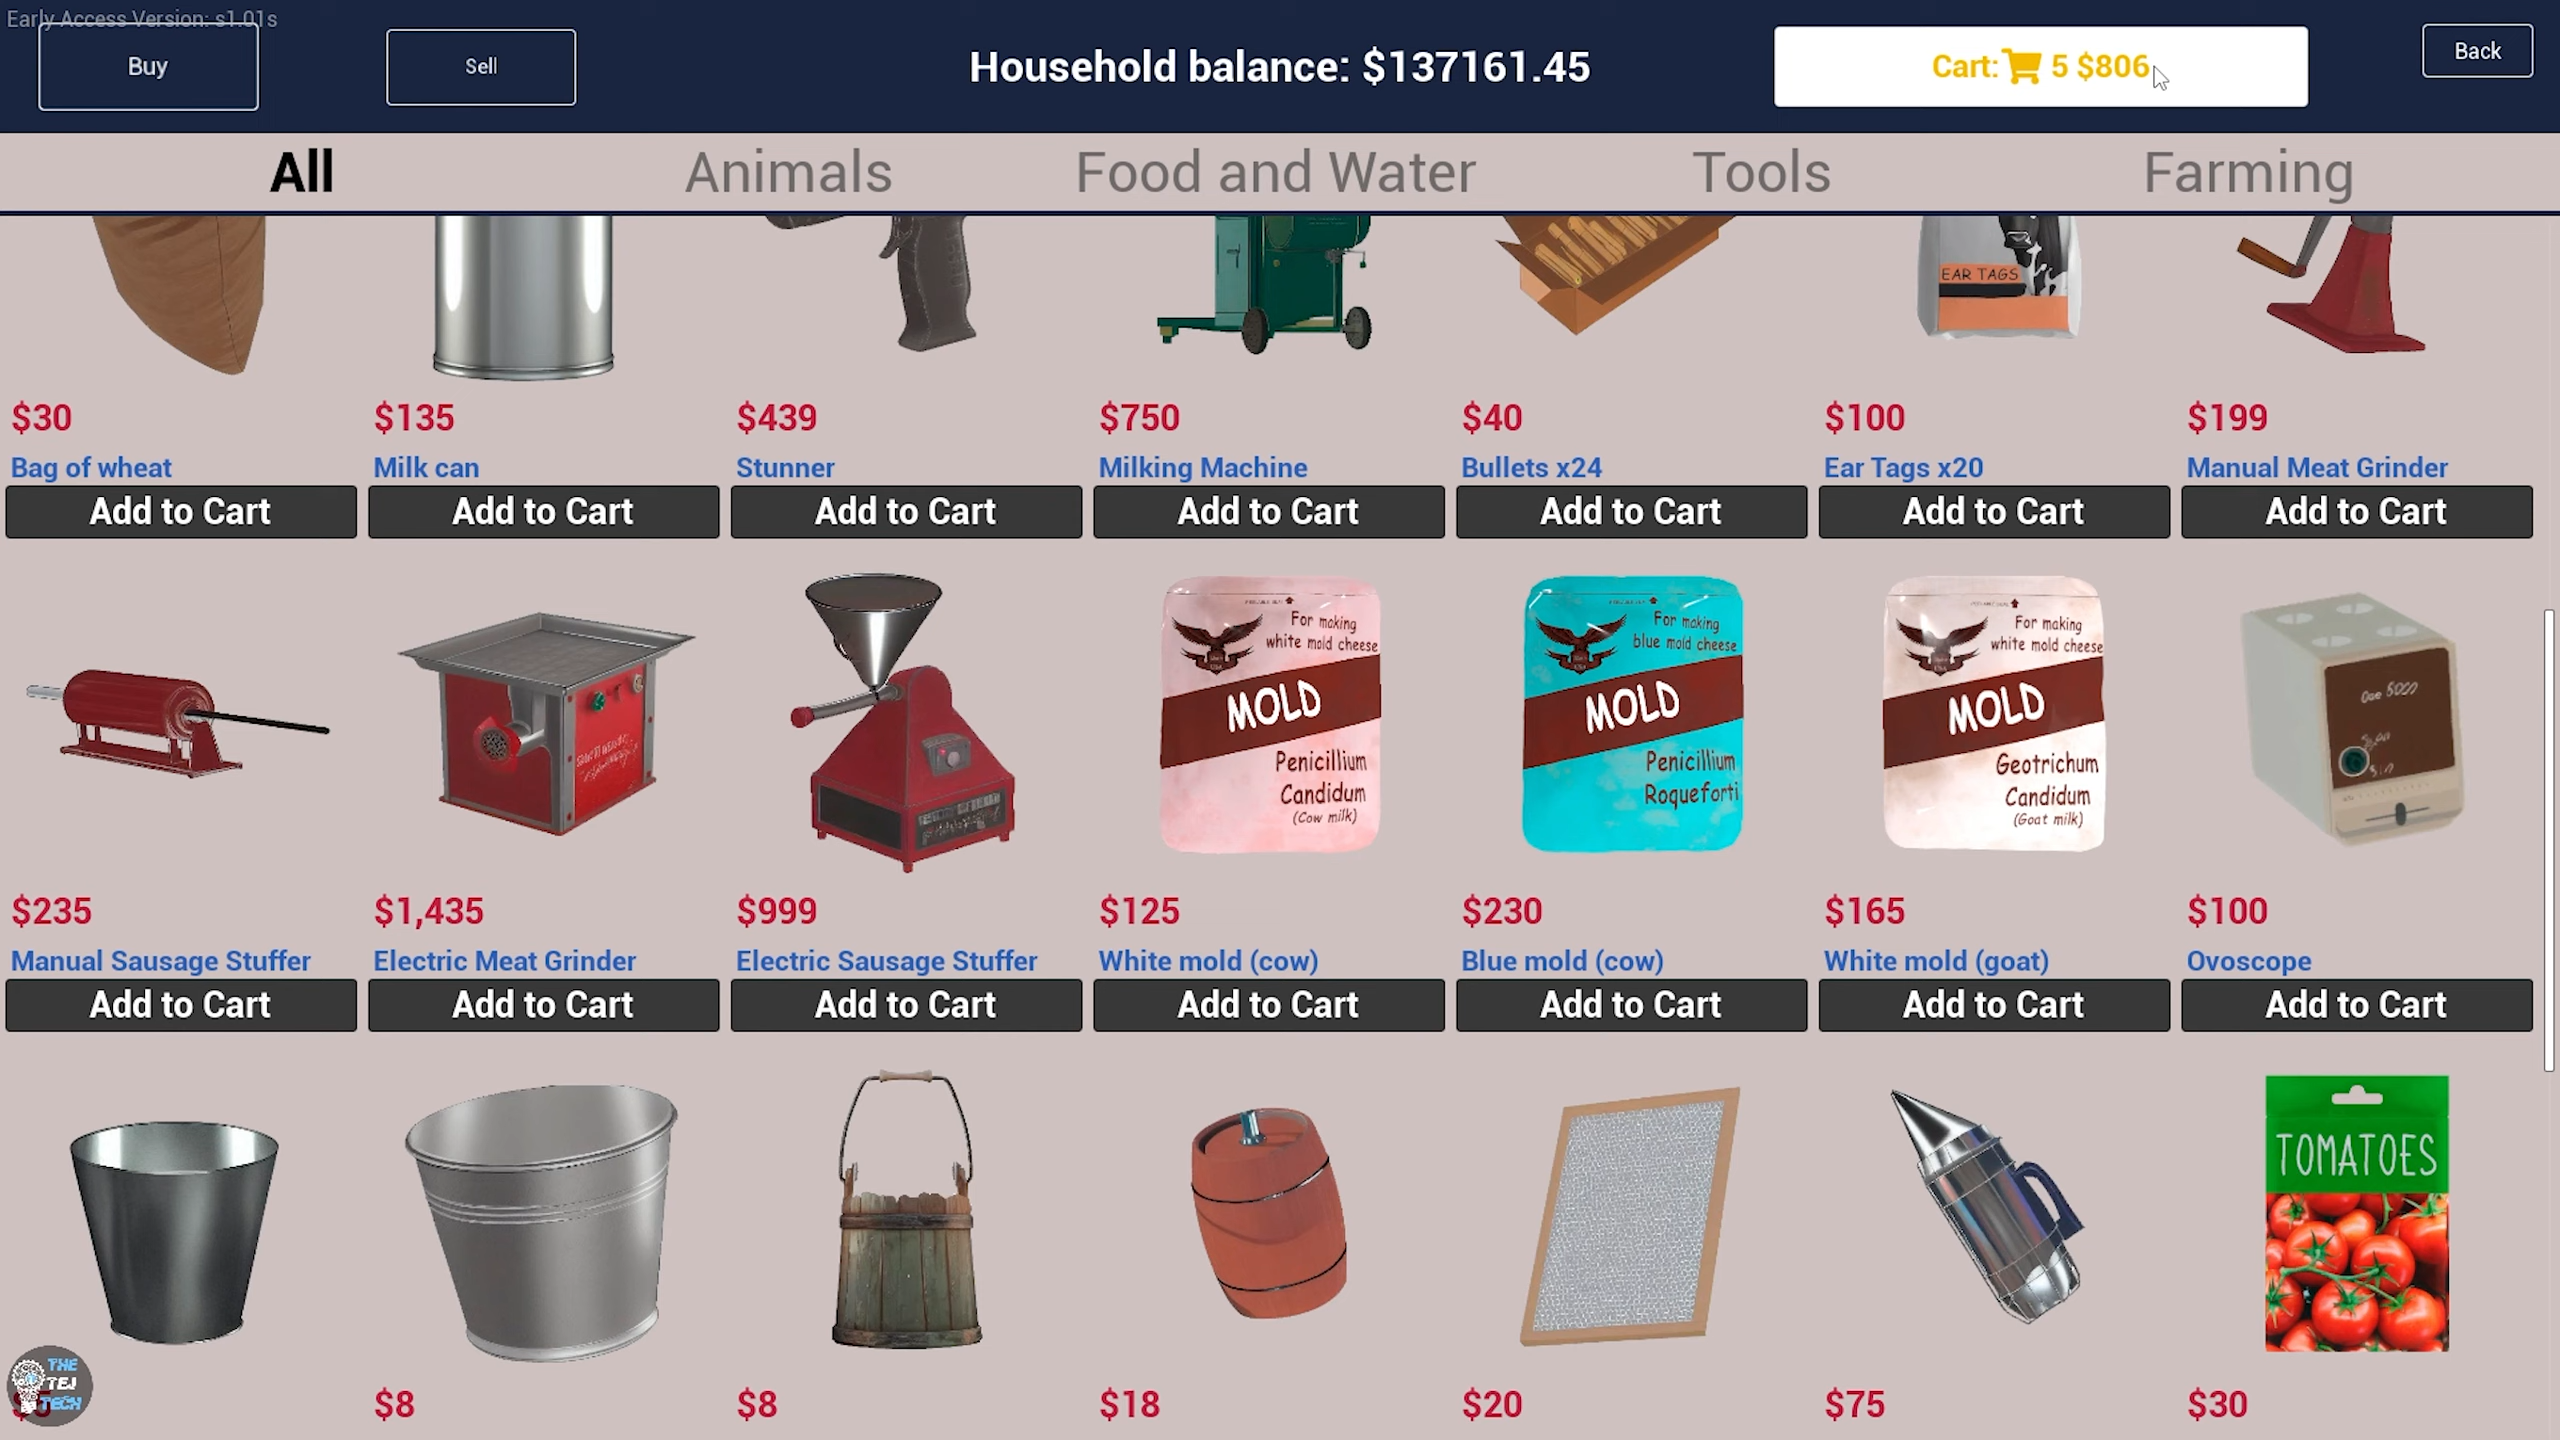 Early Access Version: s1.01s
Buy
Sell
Household balance: $137161.45
Cart: 5 $806
Back
All
Animals
Food and Water
Tools
Farming
EAR TAGS
$30
$135
$439
$750
$40
$100
$199
Bag of wheat
Milk can
Stunner
Milking Machine
Bullets x24
Ear Tags x20
Manual Meat Grinder
Add to Cart
Add to Cart
Add to Cart
Add to Cart
Add to Cart
Add to Cart
Add to Cart
For making
white mold cheese
MOLD
Penicillium
Candidum
(Cow milk)
For making
blue mold cheese
MOLD
Penicillium
Roqueforti
For making
white mold cheese
MOLD
Geotrichum
Candidum
(Goat milk)
$235
$1,435
$999
$125
$230
$165
$100
Manual Sausage Stuffer
Electric Meat Grinder
Electric Sausage Stuffer
White mold (cow)
Blue mold (cow)
White mold (goat)
Ovoscope
Add to Cart
Add to Cart
Add to Cart
Add to Cart
Add to Cart
Add to Cart
Add to Cart
TOMATOES
THE
TEJ
TECH
$8
$8
$18
$20
$75
$30